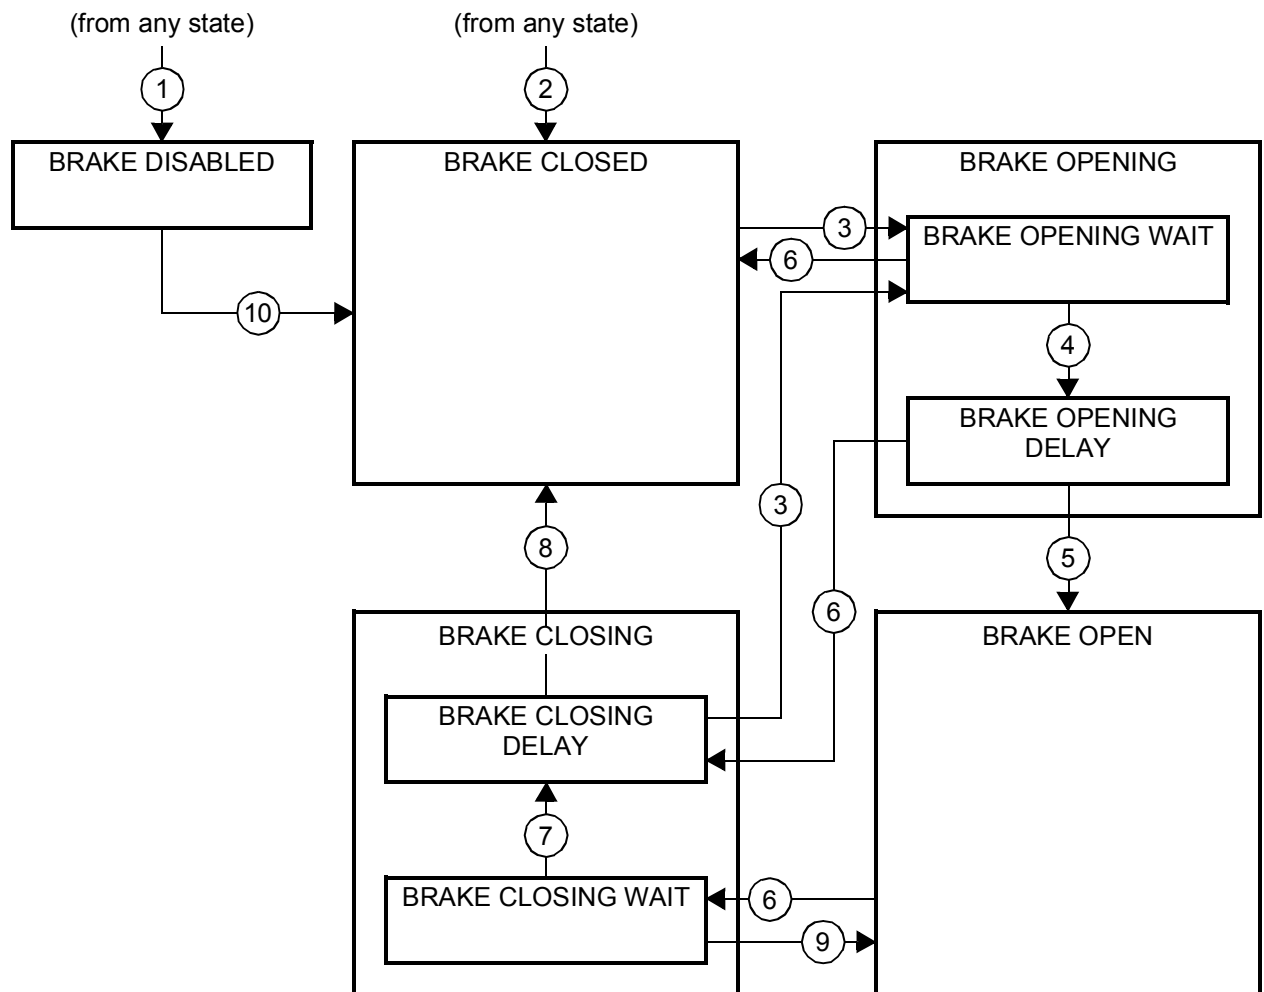 (from any state)
(from any state)
1
2
BRAKE DISABLED
BRAKE CLOSED
BRAKE OPENING
3
BRAKE OPENING WAIT
6
10
4
BRAKE OPENING
DELAY
3
8
5
6
BRAKE CLOSING
BRAKE OPEN
BRAKE CLOSING
DELAY
7
BRAKE CLOSING WAIT
6
9